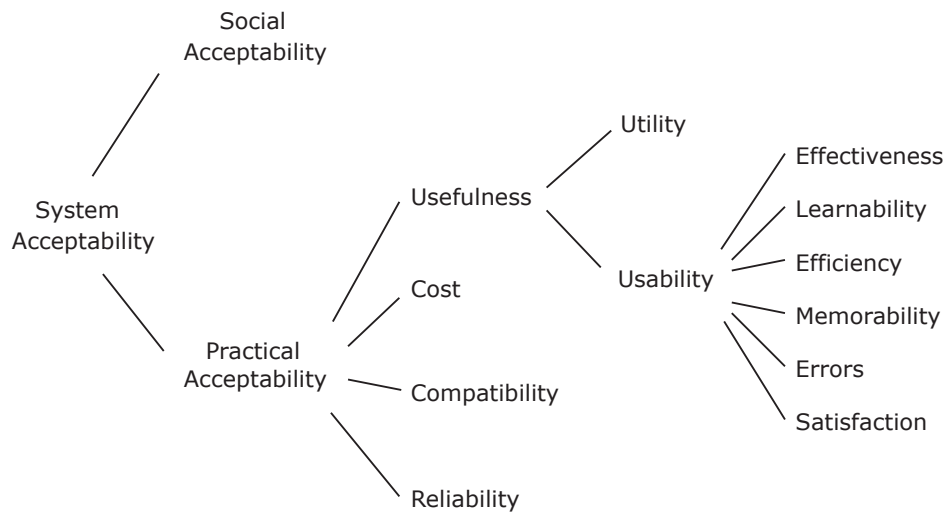 Social
Acceptability
Utility
Effectiveness
Usefulness
Learnability
System
Acceptability
Efficiency
Usability
Cost
Memorability
Practical
Acceptability
Errors
Compatibility
Satisfaction
Reliability